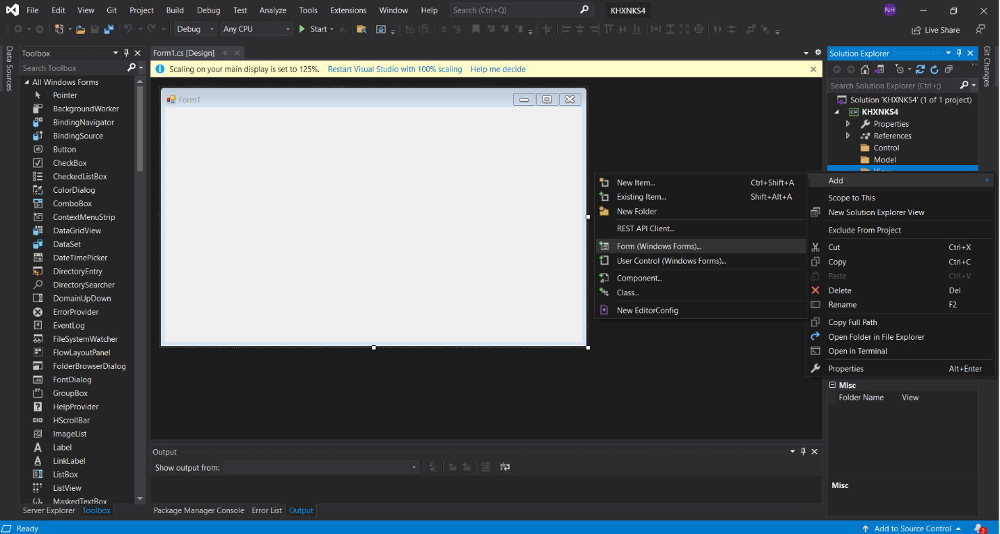 File Edit View Git Project Build Debug Test Analyze Tools Extensions Window Help Search (Ctrl+Q) KHXNKS4 NH
Debug Any CPU Start Live Share
Data Sources
Toolbox
Search Toolbox
All Windows Forms
Pointer
BackgroundWorker
BindingNavigator
BindingSource
Button
CheckBox
CheckedListBox
ColorDialog
ComboBox
ContextMenuStrip
DataGridView
DataSet
DateTimePicker
DirectoryEntry
DirectorySearcher
DomainUpDown
ErrorProvider
EventLog
FileSystemWatcher
FlowLayoutPanel
FolderBrowserDialog
FontDialog
GroupBox
HelpProvider
HScrollBar
ImageList
Label
LinkLabel
ListBox
ListView
MaskedTextBox
Server Explorer Toolbox
Form1.cs [Design]
Scaling on your main display is set to 125%. Restart Visual Studio with 100% scaling Help me decide
Form1
New Item... Ctrl+Shift+A
Existing Item... Shift+Alt+A
New Folder
REST API Client...
Form (Windows Forms)...
User Control (Windows Forms)...
Component...
Class...
New EditorConfig
Output
Show output from:
Package Manager Console Error List Output
Solution Explorer
Search Solution Explorer (Ctrl+;)
Solution 'KHXNKS4' (1 of 1 project)
KHXNKS4
Properties
References
Control
Model
View
Add
Scope to This
New Solution Explorer View
Exclude From Project
Cut Ctrl+X
Copy Ctrl+C
Paste Ctrl+V
Delete Del
Rename F2
Copy Full Path
Open Folder in File Explorer
Open in Terminal
Properties Alt+Enter
Misc
Folder Name View
Misc
Git Changes
Ready Add to Source Control 2